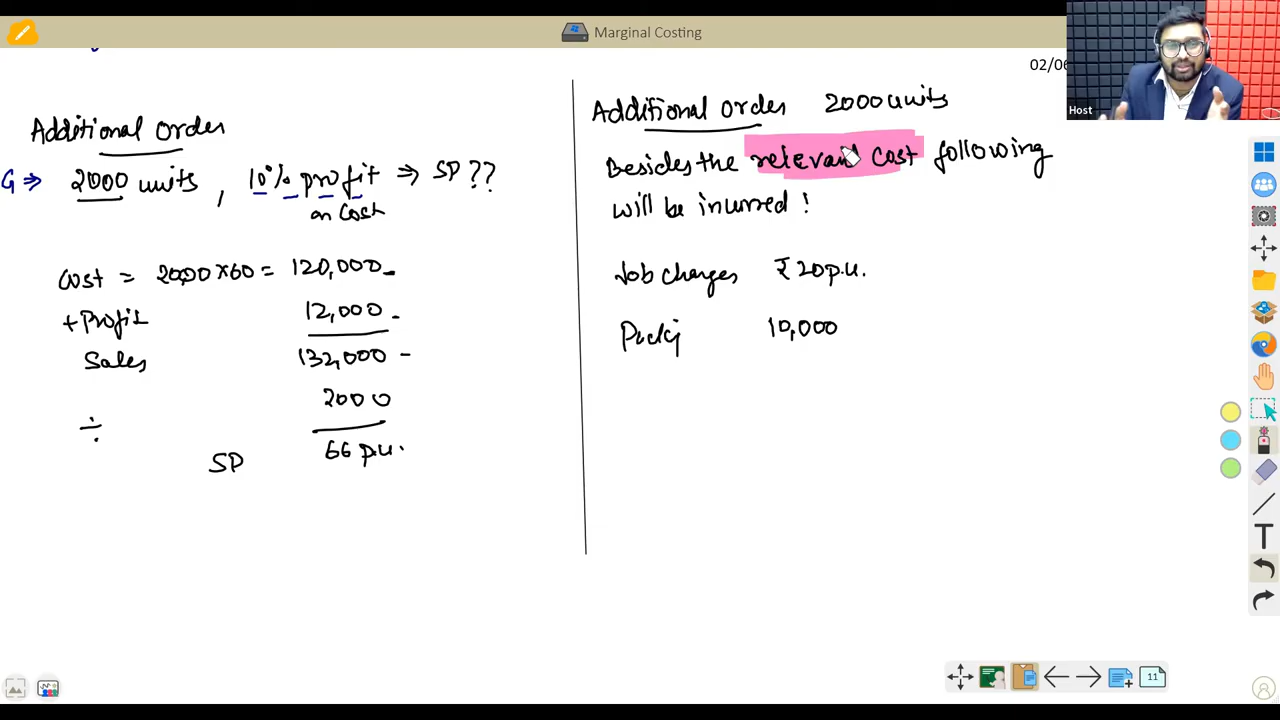 Marginal Costing
02/06
Host
Additional Order
G ⇒ 2000 units, 10% profit ⇒ SP??
on Cost
Cost = 2000 x 60 = 120,000
+ Profit 12,000
Sales 132,000
÷ 2000
SP 66 p.u.
Additional Order 2000 units
Besides the relevant Cost following
will be incurred !
Job charges ₹ 20 p.u.
10,000
T
11